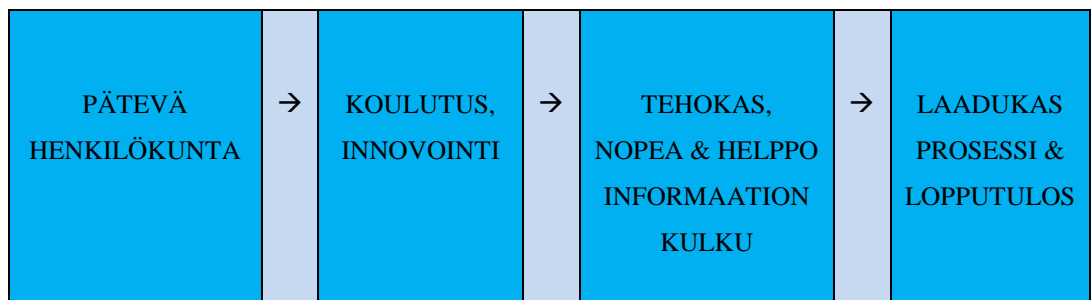 PÄTEVÄ
HENKILÖKUNTA
→
KOULUTUS,
INNOVOINTI
→
TEHOKAS,
NOPEA & HELPPO
INFORMAATION
KULKU
→
LAADUKAS
PROSESSI &
LOPPUTULOS